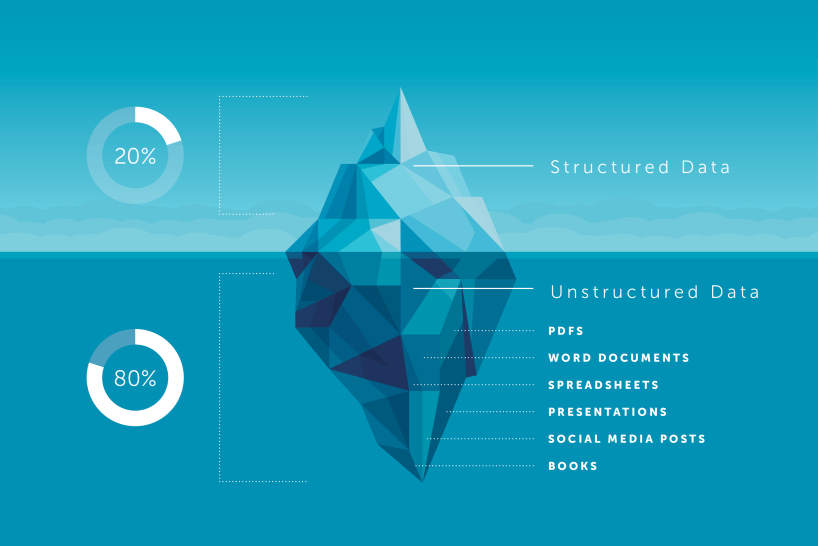 20%
Structured Data
Unstructured Data
PDFS
WORD DOCUMENTS
SPREADSHEETS
80%
PRESENTATIONS
SOCIAL MEDIA POSTS
BOOKS